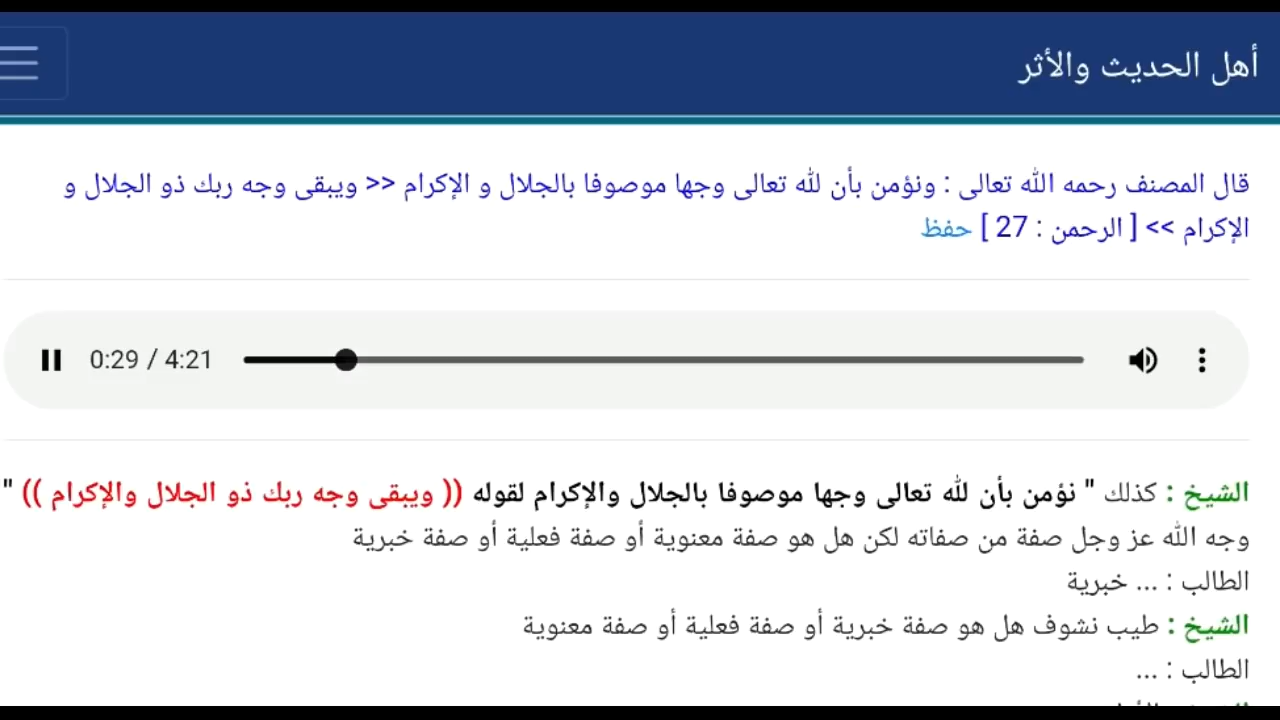 أهل الحديث والأثر
قال المصنف رحمه الله تعالى : ونؤمن بأن لله تعالى وجها موصوفا بالجلال و الإكرام << ويبقى وجه ربك ذو الجلال و
الإكرام >> [ الرحمن : 27 ] حفظ
0:29 / 4:21
الشيخ : كذلك " نؤمن بأن لله تعالى وجها موصوفا بالجلال والإكرام لقوله (( ويبقى وجه ربك ذو الجلال والإكرام )) "
وجه الله عز وجل صفة من صفاته لكن هل هو صفة معنوية أو صفة فعلية أو صفة خبرية
الطالب : ... خبرية
الشيخ : طيب نشوف هل هو صفة خبرية أو صفة فعلية أو صفة معنوية
الطالب : ...